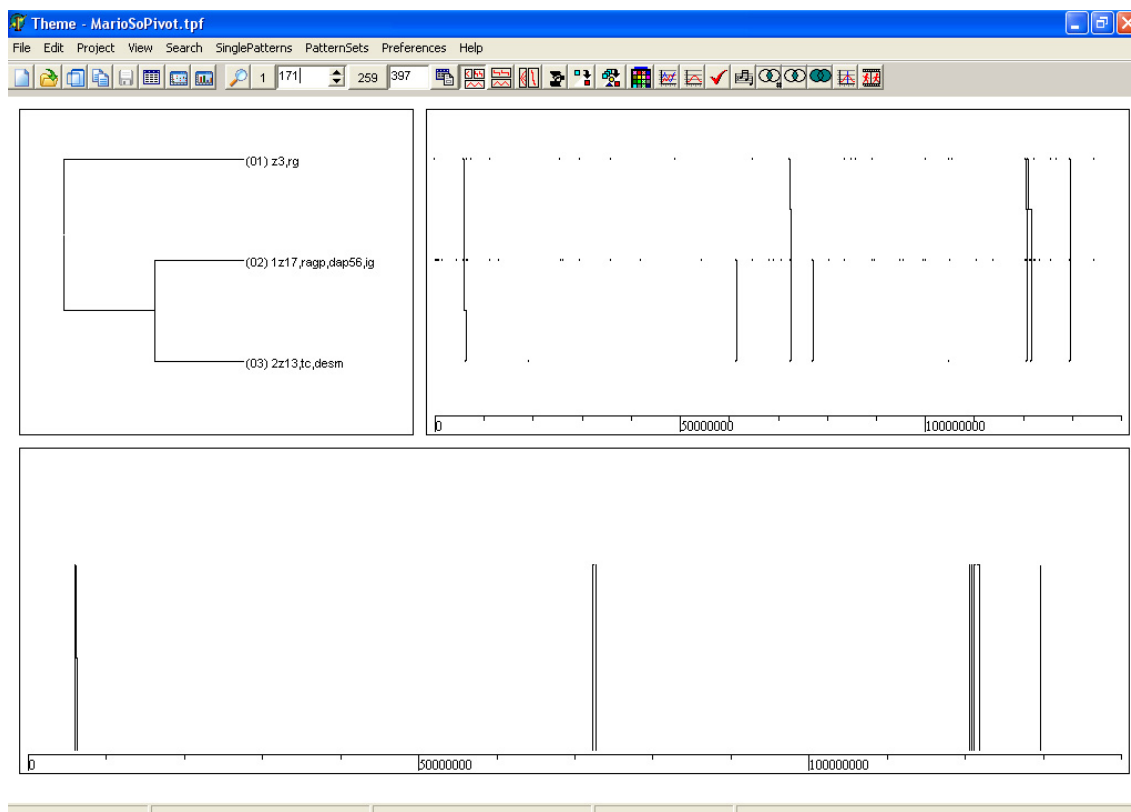 Theme - MarioSoPivot.tpf
File Edit Project View Search SinglePatterns PatternSets Preferences Help
1 171 259 397
(01) z3,rg
(02) 1z17,ragp,dap56,ig
(03) 2z13,tc,desm
0 50000000 100000000
0 50000000 100000000